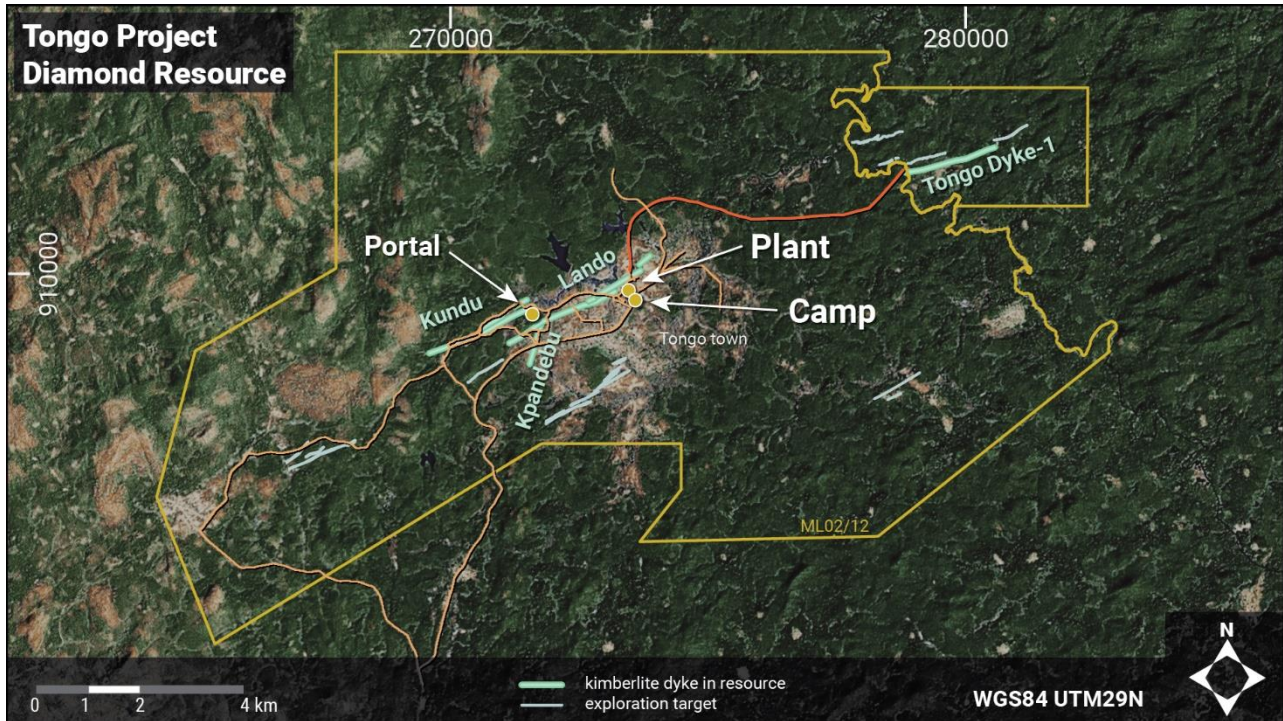 Tongo Project
Diamond Resource
270000
280000
910000
Tongo Dyke-1
Portal
Plant
Lando
Kundu
Camp
Tongo town
Kpandebu
ML02/12
0 1 2 4 km
kimberlite dyke in resource
exploration target
WGS84 UTM29N
N